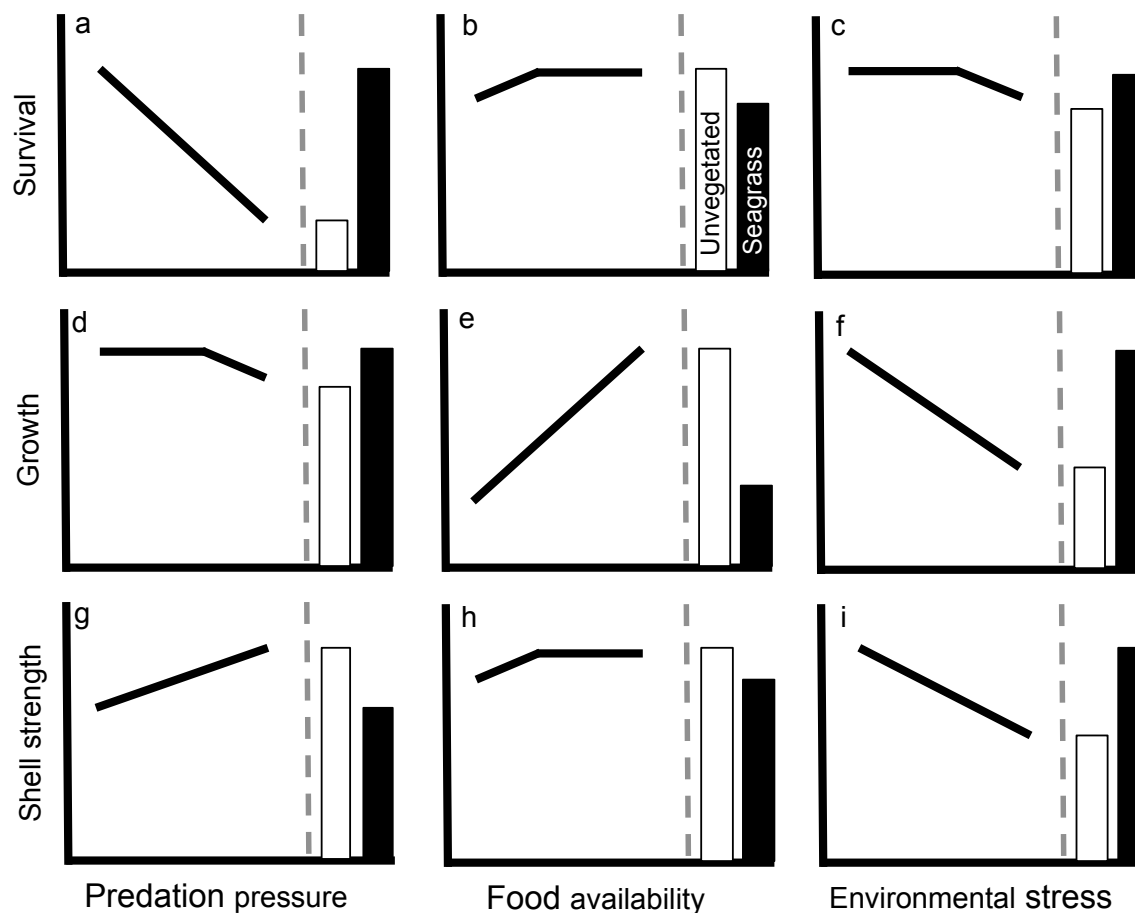 a
b
c
Survival
Unvegetated
Seagrass
d
e
f
Growth
g
h
i
Shell strength
Predation pressure
Food availability
Environmental stress